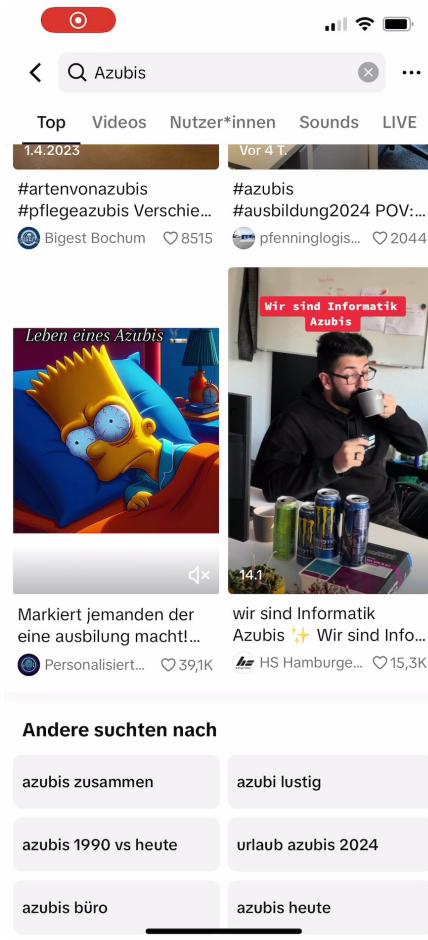 Azubis
Top Videos Nutzer*innen Sounds LIVE
1.4.2023
Vor 4 T.
#artenvonazubis
#pflegeazubis Verschie...
Bigest Bochum 8515
#azubis
#ausbildung2024 POV:...
pfenninglogis... 2044
Leben eines Azubis
Wir sind Informatik
Azubis
14.1
Markiert jemanden der
eine ausbilung macht!...
Personalisiert... 39,1K
wir sind Informatik
Azubis ✨ Wir sind Info...
HS Hamburge... 15,3K
Andere suchten nach
azubis zusammen
azubi lustig
azubis 1990 vs heute
urlaub azubis 2024
azubis büro
azubis heute